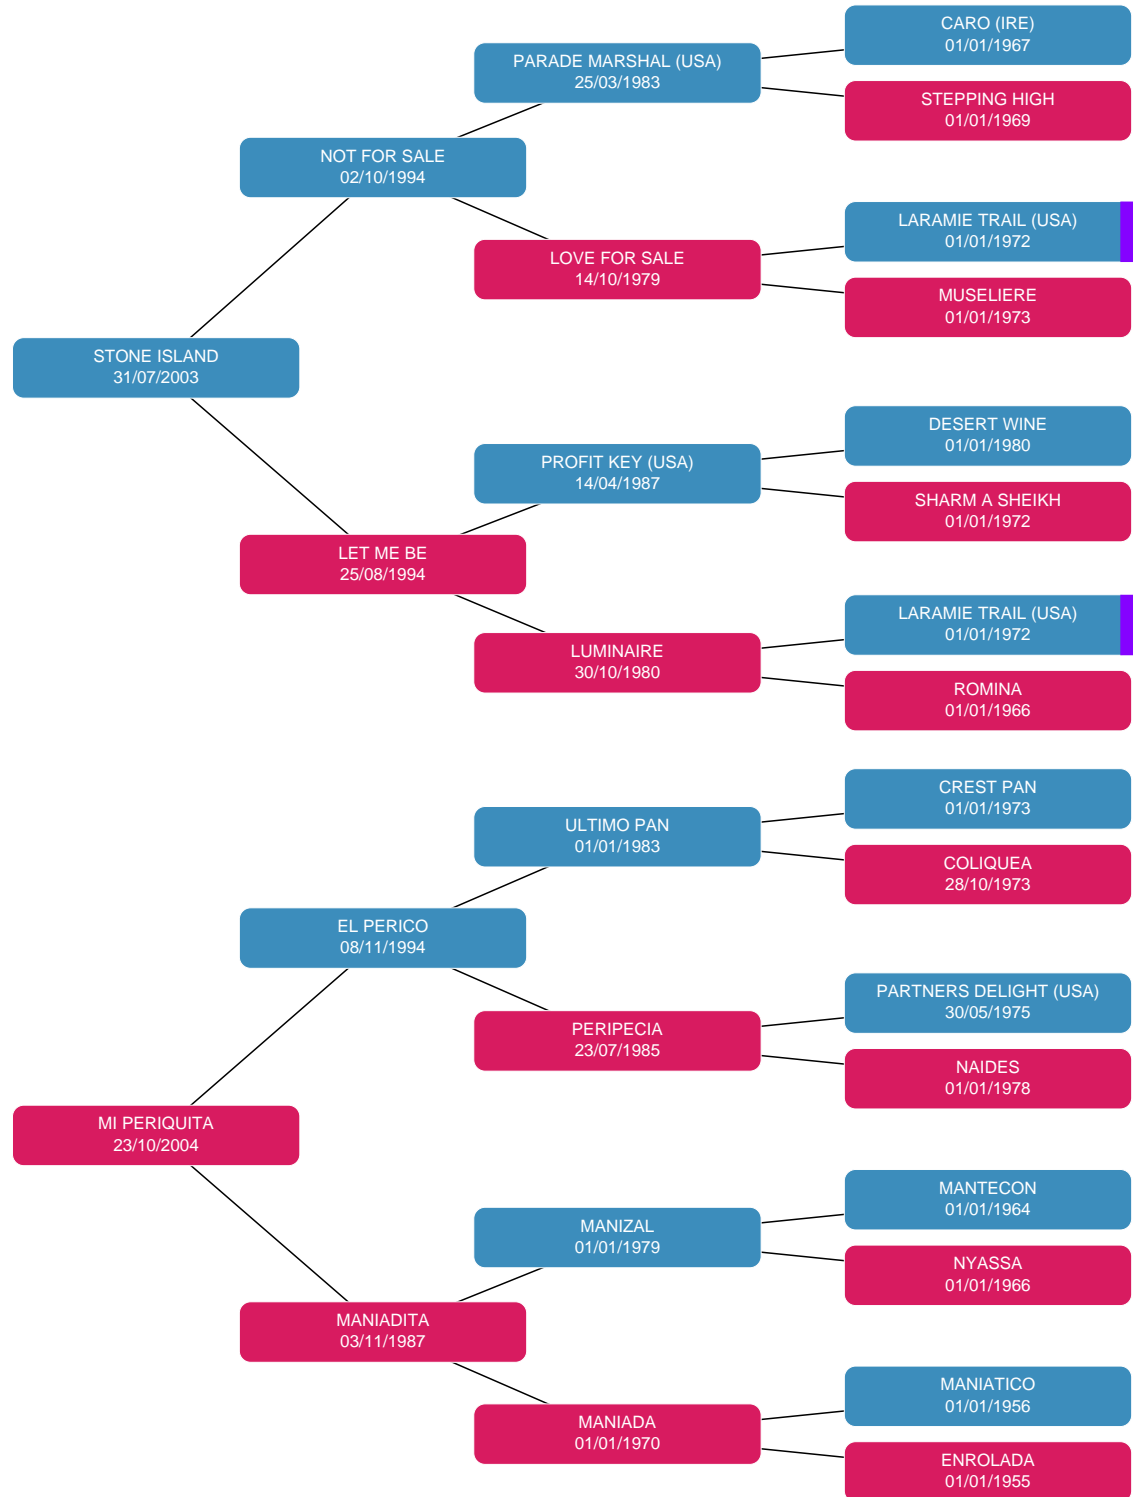 CARO (IRE)
01/01/1967
PARADE MARSHAL (USA)
25/03/1983
STEPPING HIGH
01/01/1969
NOT FOR SALE
02/10/1994
LARAMIE TRAIL (USA)
01/01/1972
LOVE FOR SALE
14/10/1979
MUSELIERE
01/01/1973
STONE ISLAND
31/07/2003
DESERT WINE
01/01/1980
PROFIT KEY (USA)
14/04/1987
SHARM A SHEIKH
01/01/1972
LET ME BE
25/08/1994
LARAMIE TRAIL (USA)
01/01/1972
LUMINAIRE
30/10/1980
ROMINA
01/01/1966
CREST PAN
01/01/1973
ULTIMO PAN
01/01/1983
COLIQUEA
28/10/1973
EL PERICO
08/11/1994
PARTNERS DELIGHT (USA)
30/05/1975
PERIPECIA
23/07/1985
NAIDES
01/01/1978
MI PERIQUITA
23/10/2004
MANTECON
01/01/1964
MANIZAL
01/01/1979
NYASSA
01/01/1966
MANIADITA
03/11/1987
MANIATICO
01/01/1956
MANIADA
01/01/1970
ENROLADA
01/01/1955